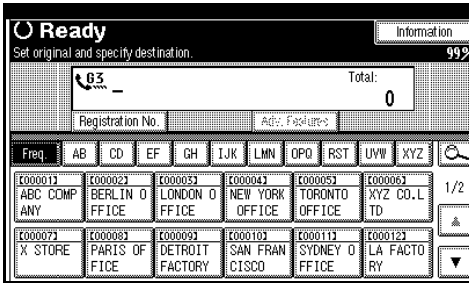 Ready
Information
Set original and specify destination.
99%
G3 _
Total:
0
Registration No.
Adv. Features
Freq. AB CD EF GH IJK LMN OPQ RST UVW XYZ
[00001] [00002] [00003] [00004] [00005] [00006]
ABC COMP BERLIN O LONDON O NEW YORK TORONTO XYZ CO.L
ANY FFICE FFICE OFFICE OFFICE TD
1/2
[00007] [00008] [00009] [00010] [00011] [00012]
X STORE PARIS OF DETROIT SAN FRAN SYDNEY O LA FACTO
FICE FACTORY CISCO FFICE RY